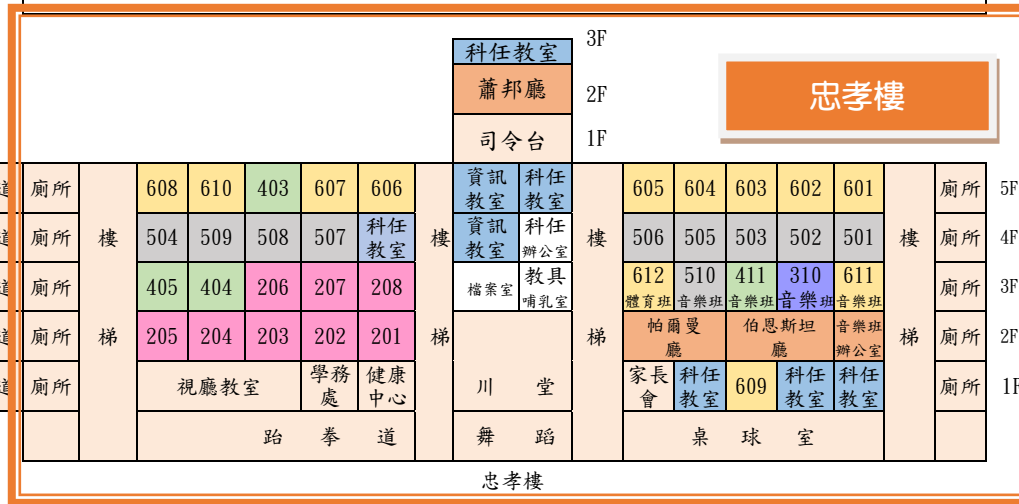 3F
科任教室
蕭邦廳
2F
忠孝樓
司令台
1F
道 廁所 608 610 403 607 606 資訊教室 科任教室 605 604 603 602 601 廁所 5F
道 廁所 樓 504 509 508 507 科任教室 樓 資訊教室 科任辦公室 樓 506 505 503 502 501 樓 廁所 4F
道 廁所 405 404 206 207 208 檔案室 教具哺乳室 612體育班 510音樂班 411音樂班 310音樂班 611音樂班 廁所 3F
道 廁所 梯 205 204 203 202 201 梯 梯 帕爾曼廳 伯恩斯坦廳 音樂班辦公室 梯 廁所 2F
道 廁所 視廳教室 學務處 健康中心 川堂 家長會 科任教室 609 科任教室 科任教室 廁所 1F
跆拳道 舞蹈 桌球室
忠孝樓